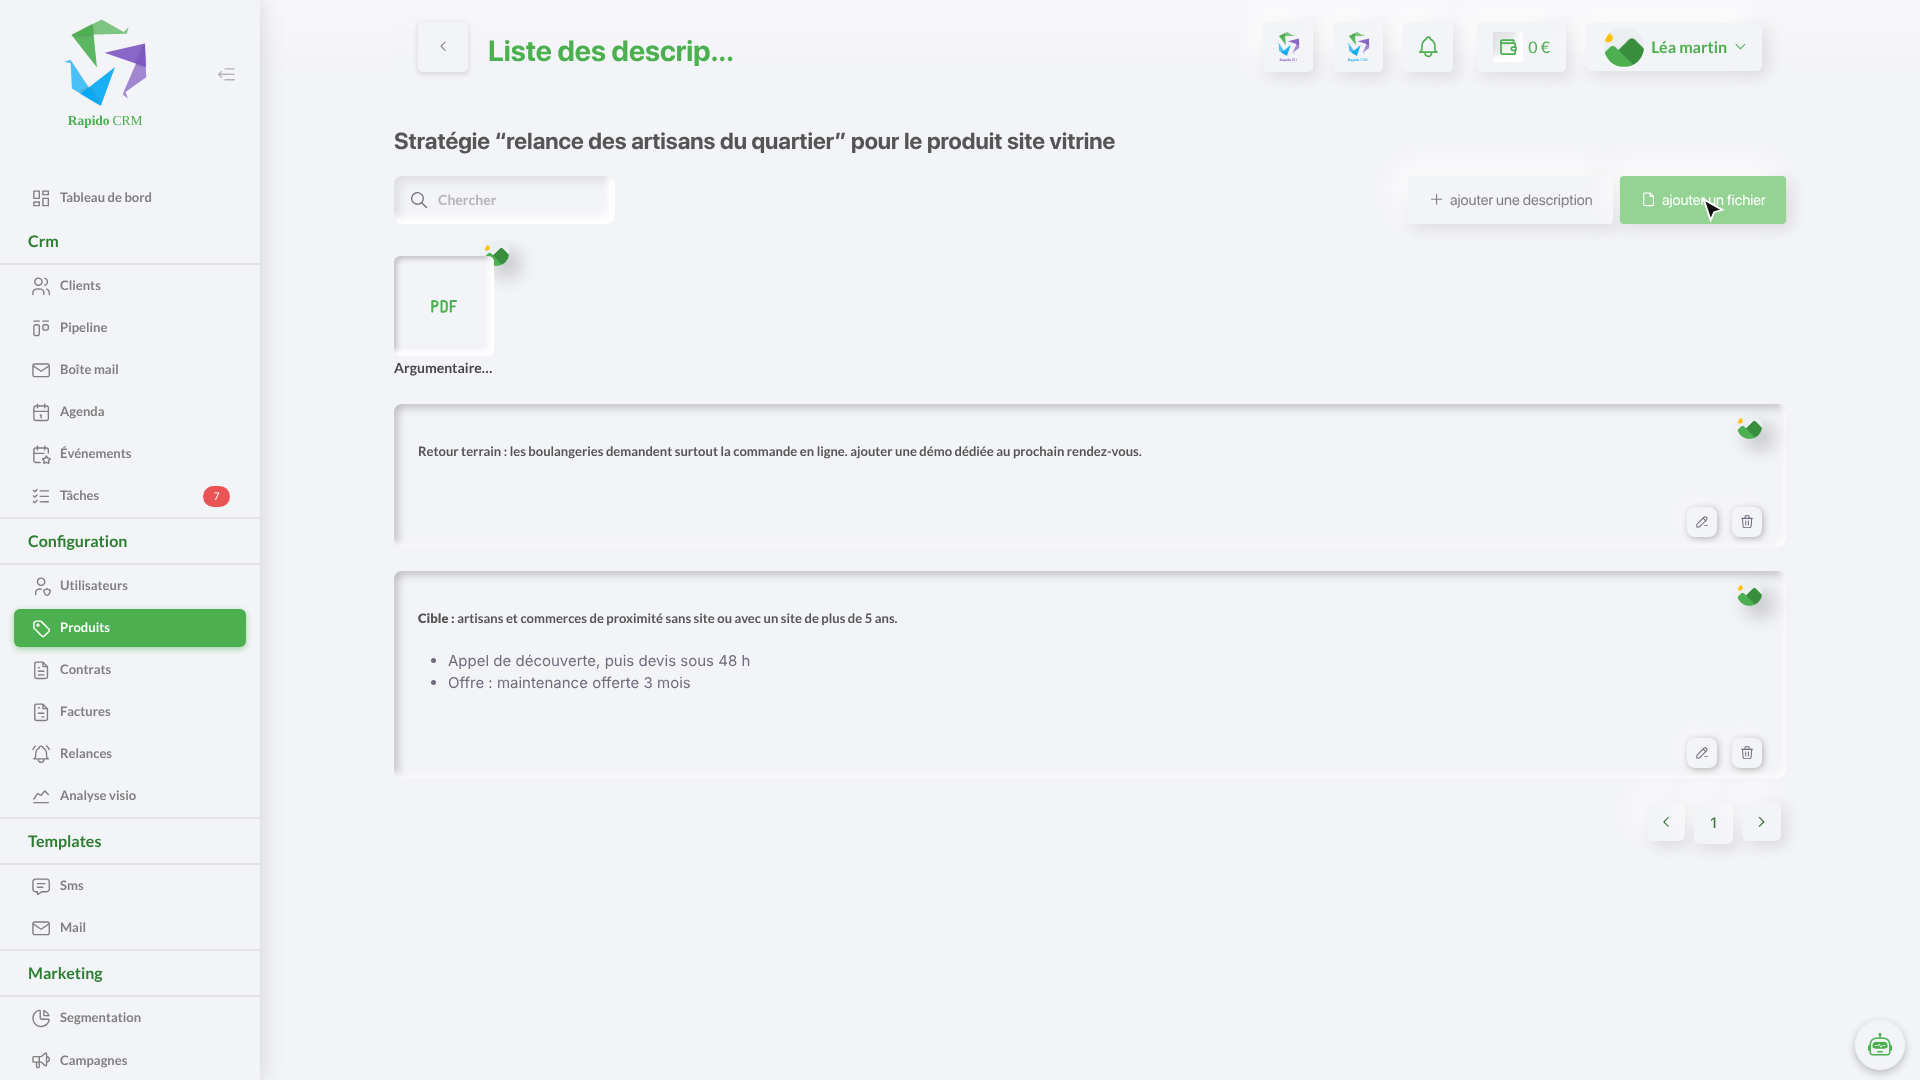 Rapido CRM
Tableau de bord
Crm
Clients
Pipeline
Boîte mail
Agenda
Événements
Tâches
7
Configuration
Utilisateurs
Produits
Contrats
Factures
Relances
Analyse visio
Templates
Sms
Mail
Marketing
Segmentation
Campagnes
Liste des descrip...
0 €
Léa martin
Stratégie “relance des artisans du quartier” pour le produit site vitrine
Chercher
ajouter une description
ajouter un fichier
PDF
Argumentaire...
Retour terrain : les boulangeries demandent surtout la commande en ligne. ajouter une démo dédiée au prochain rendez-vous.
Cible : artisans et commerces de proximité sans site ou avec un site de plus de 5 ans.
• Appel de découverte, puis devis sous 48 h
• Offre : maintenance offerte 3 mois
1